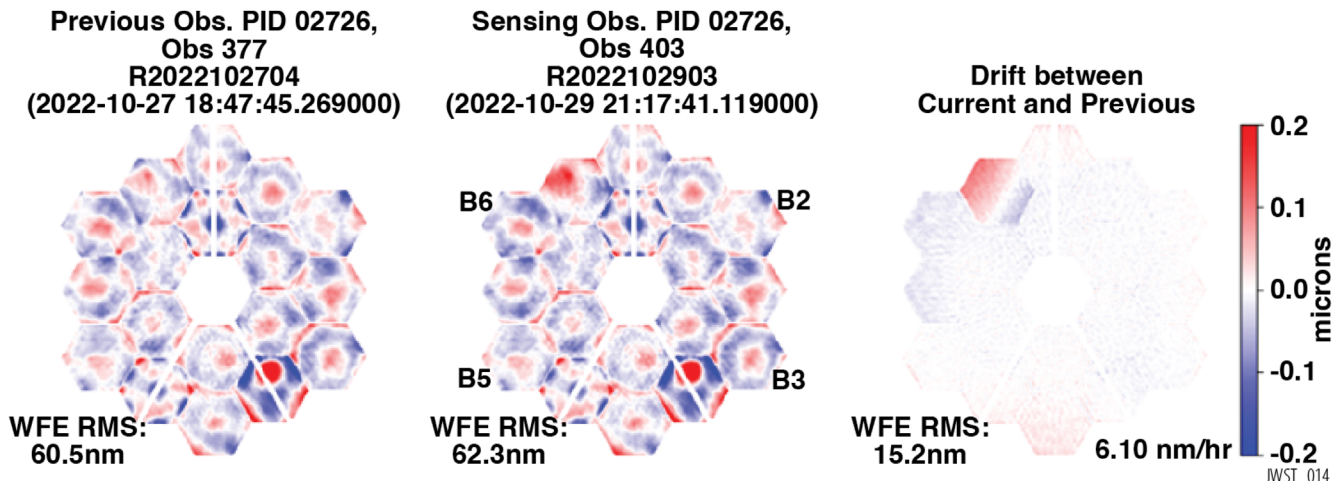 Previous Obs. PID 02726,
Obs 377
R2022102704
(2022-10-27 18:47:45.269000)
WFE RMS:
60.5nm
Sensing Obs. PID 02726,
Obs 403
R2022102903
(2022-10-29 21:17:41.119000)
B6
B2
B5
B3
WFE RMS:
62.3nm
Drift between
Current and Previous
WFE RMS:
15.2nm
6.10 nm/hr
0.2
0.1
0.0
-0.1
-0.2
microns
JWST_014